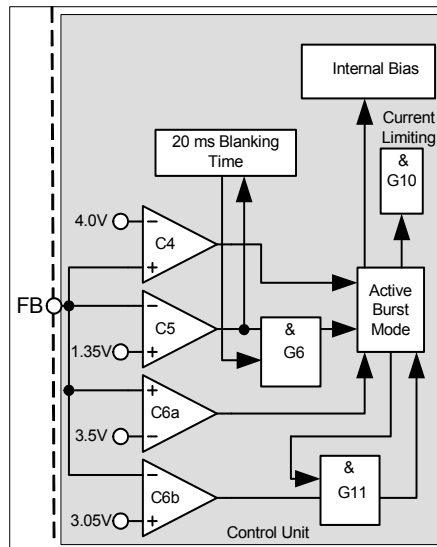 Internal Bias
Current
Limiting
20 ms Blanking
Time
&
G10
4.0V
−
C4
+
FB
−
C5
1.35V
+
&
G6
Active
Burst
Mode
+
C6a
3.5V
−
−
C6b
3.05V
+
&
G11
Control Unit